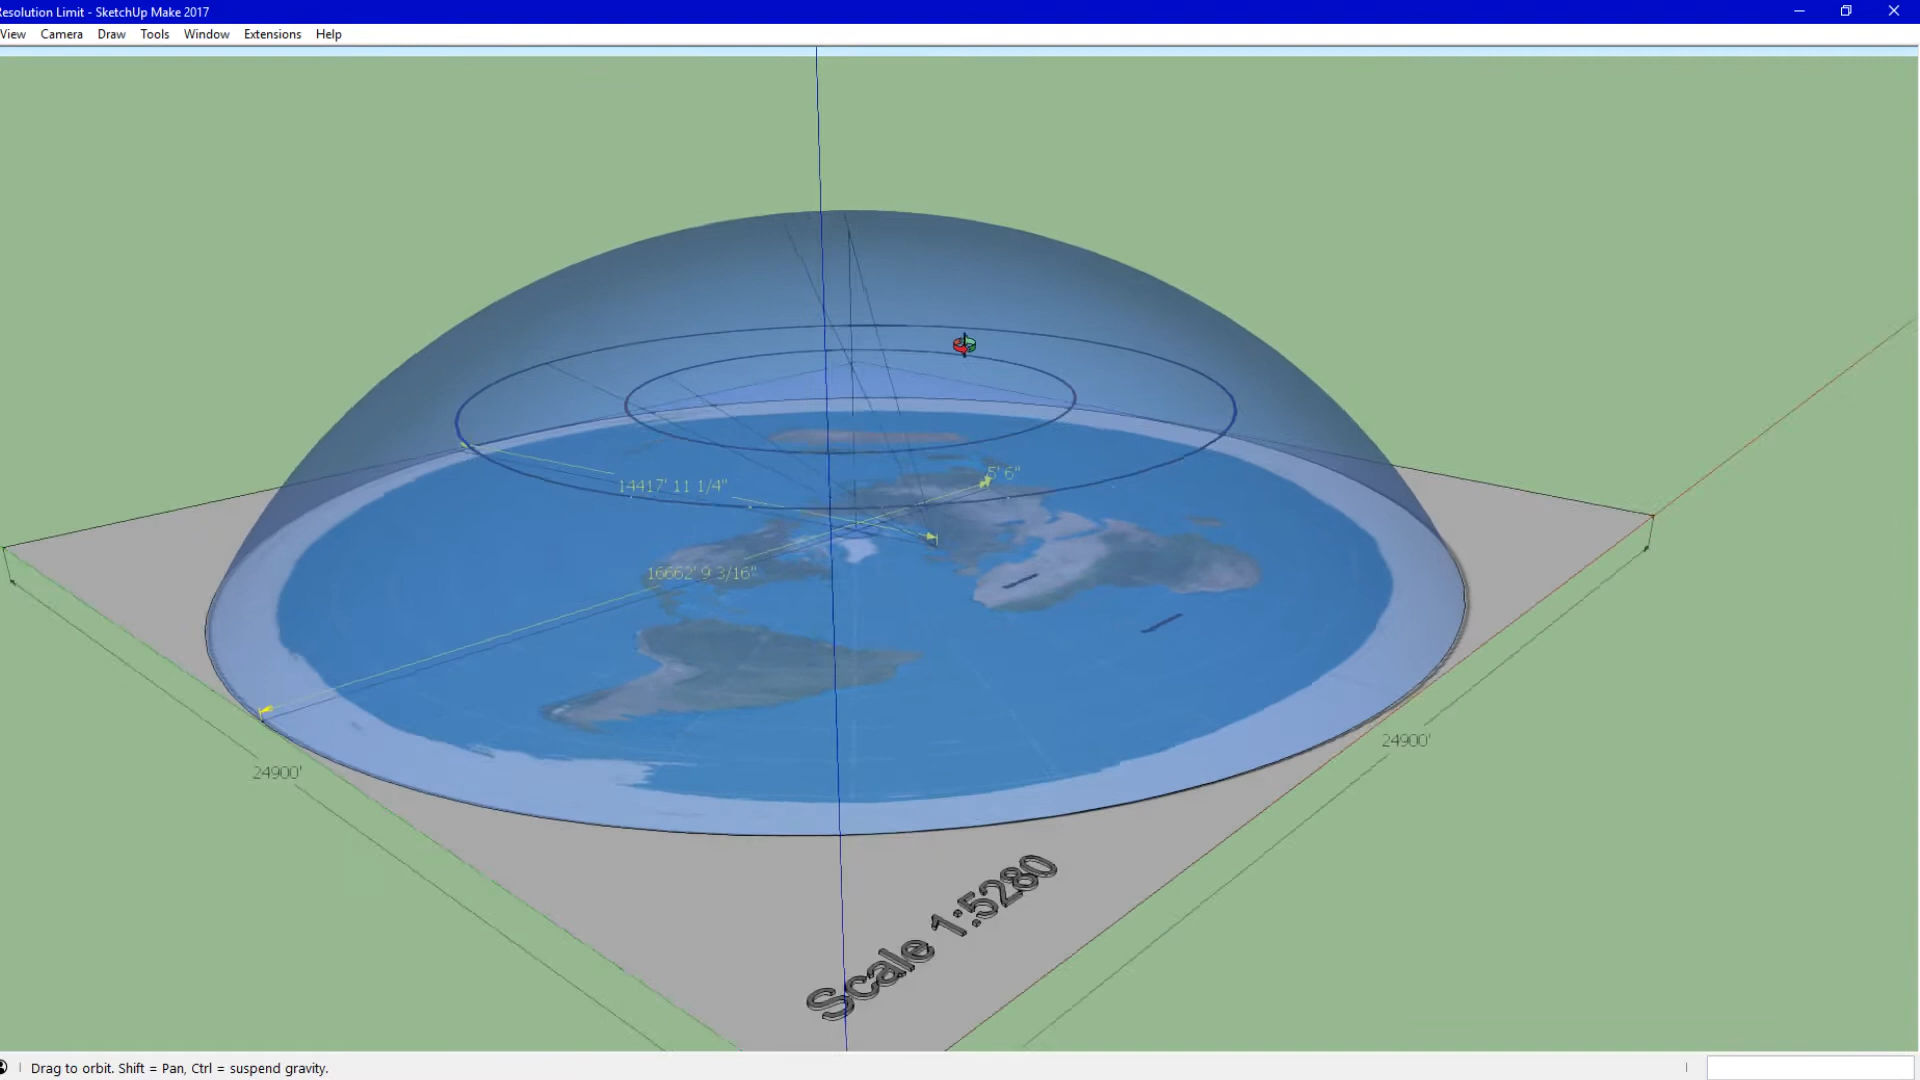 Resolution Limit - SketchUp Make 2017
View Camera Draw Tools Window Extensions Help
5' 6"
14417' 11 1/4"
16662' 9 3/16"
24900'
24900'
Scale 1:5280
Drag to orbit. Shift = Pan, Ctrl = suspend gravity.